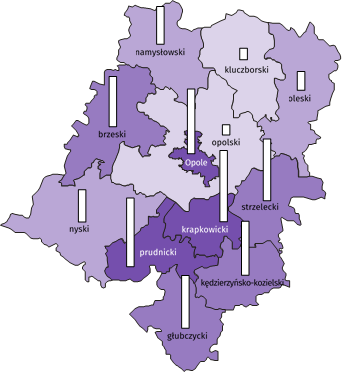 namysłowski
kluczborski
oleski
brzeski
opolski
Opole
strzelecki
nyski
krapkowicki
prudnicki
kędzierzyńsko-kozielski
głubczycki